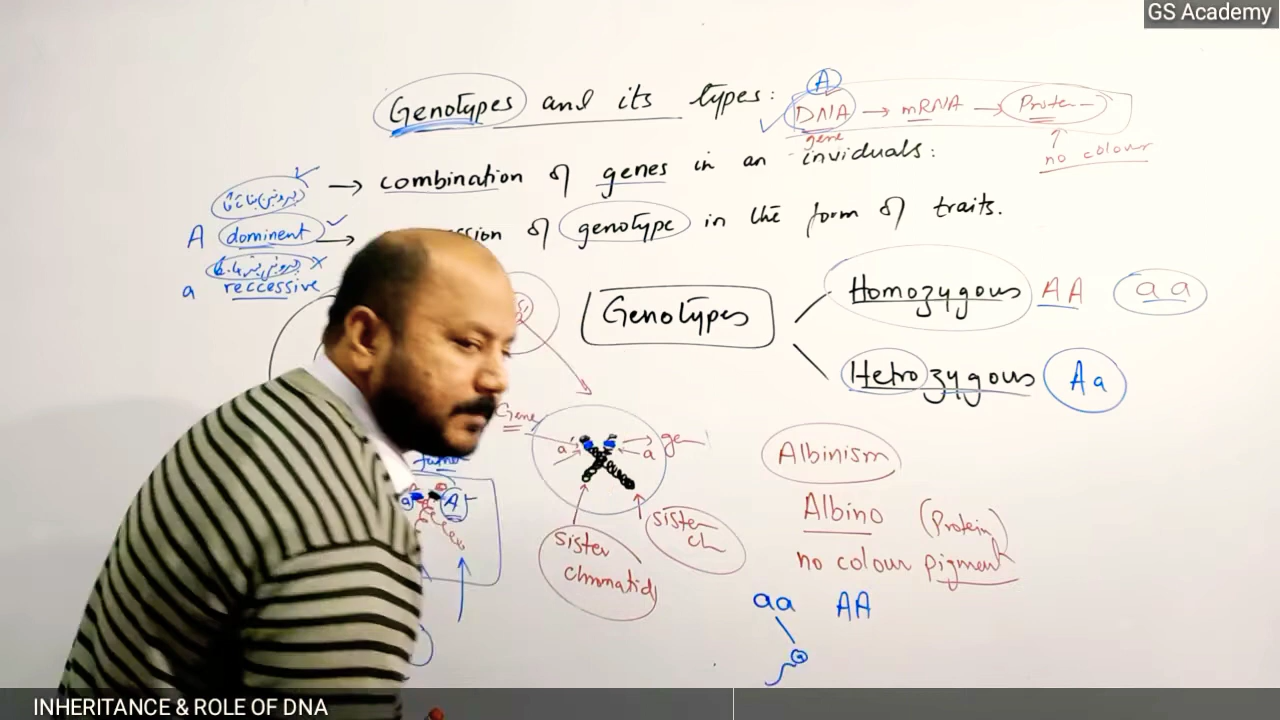 GS Academy
Genotypes and its types:
A
DNA → mRNA → Protein
gene
no colour
→ combination of genes in an inviduals:
A dominent → ssion of genotype in the form of traits.
a reccessive
Genotypes
Homozygous AA aa
Hetrozygous Aa
Gene
a a
ge
a A
sister chromatids
sister ch
Albinism
Albino (Protein)
no colour pigment
aa AA
a
INHERITANCE & ROLE OF DNA